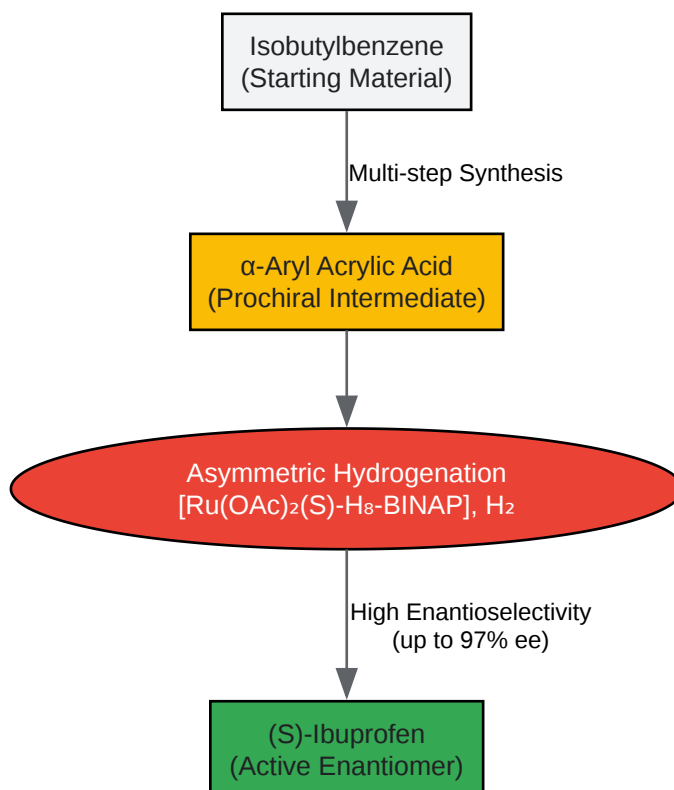 Isobutylbenzene
(Starting Material)
Multi-step Synthesis
α-Aryl Acrylic Acid
(Prochiral Intermediate)
Asymmetric Hydrogenation
[Ru(OAc)₂(S)-H₈-BINAP], H₂
High Enantioselectivity
(up to 97% ee)
(S)-Ibuprofen
(Active Enantiomer)